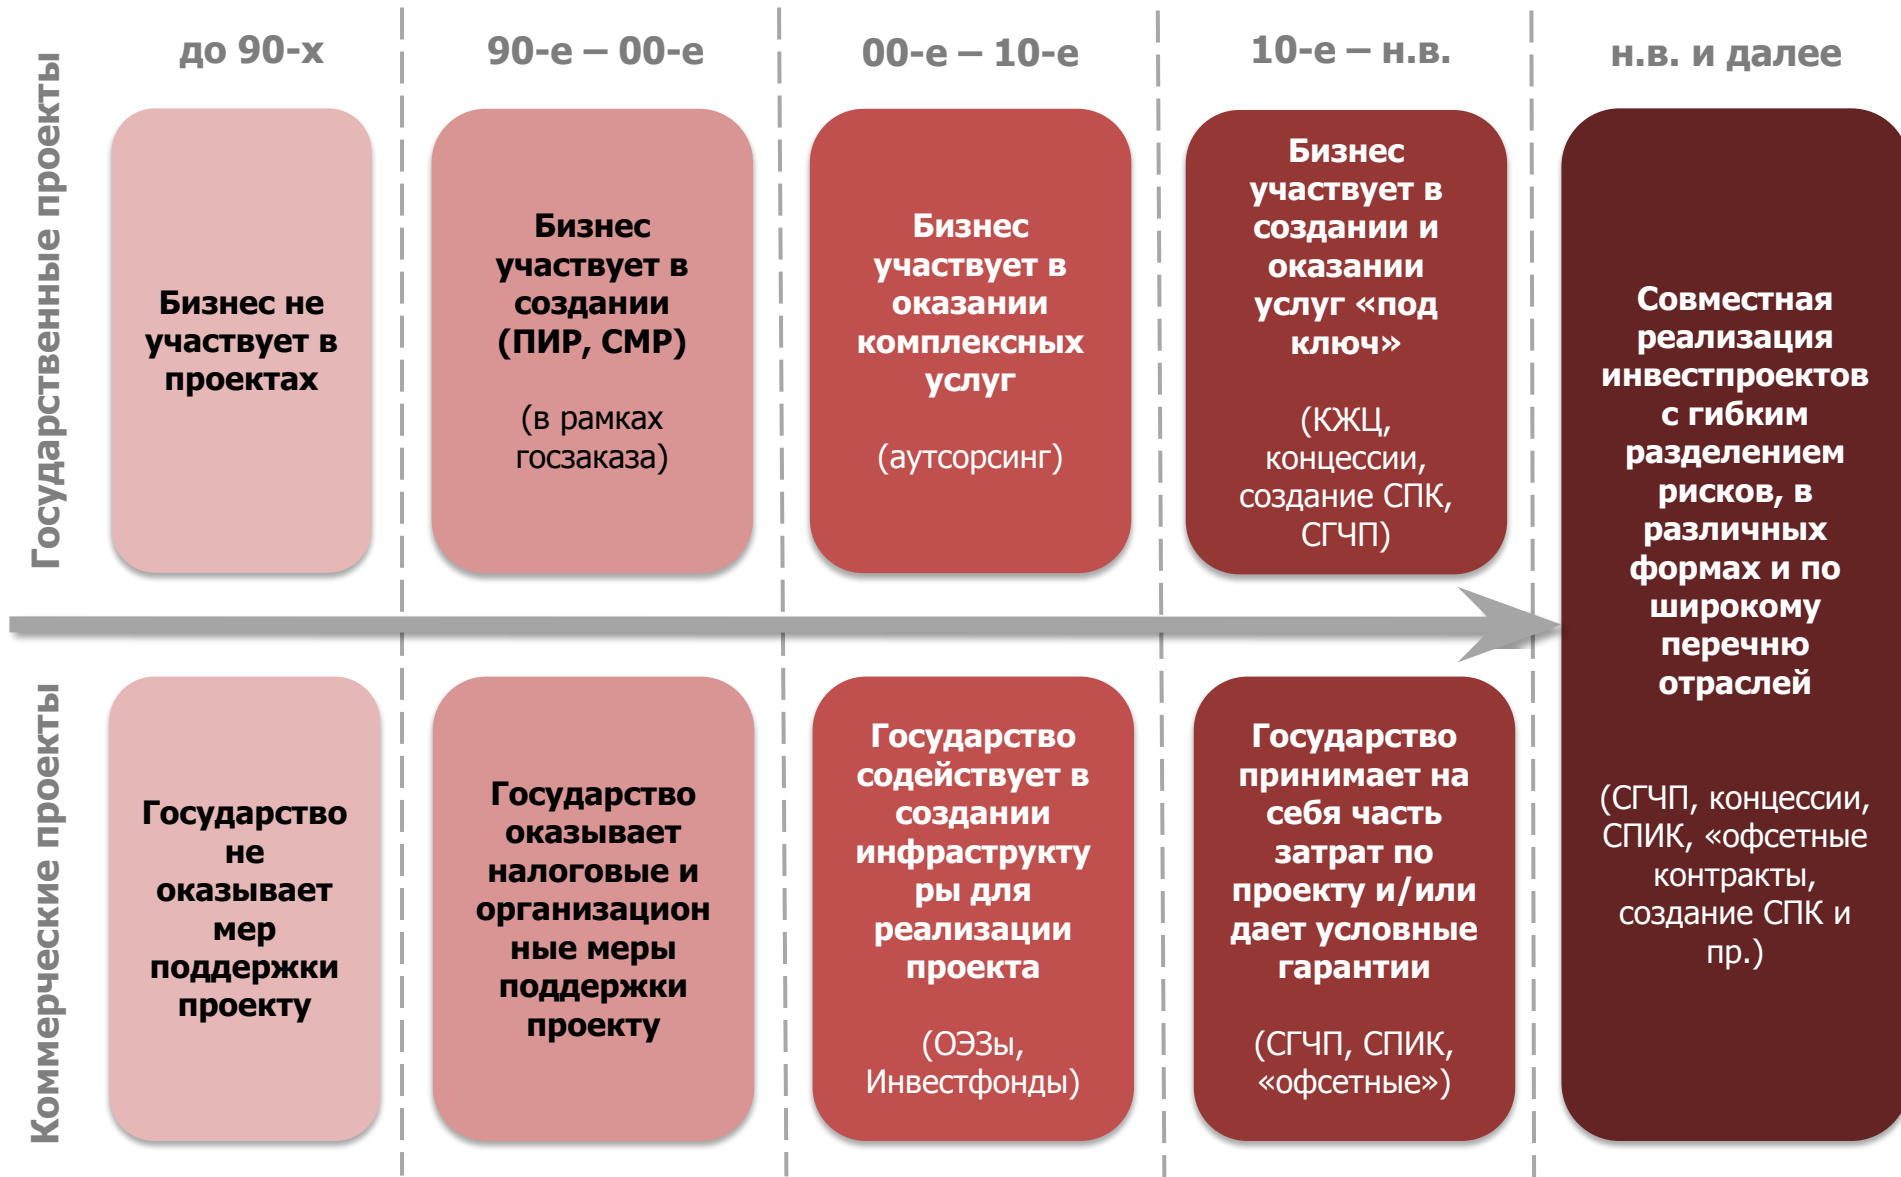 до 90-х
90-е – 00-е
00-е – 10-е
10-е – н.в.
н.в. и далее
Государственные проекты
Бизнес не
участвует в
проектах
Бизнес
участвует в
создании
(ПИР, СМР)
(в рамках
госзаказа)
Бизнес
участвует в
оказании
комплексных
услуг
(аутсорсинг)
Бизнес
участвует в
создании и
оказании
услуг «под
ключ»
(КЖЦ,
концессии,
создание СПК,
СГЧП)
Совместная
реализация
инвестпроектов
с гибким
разделением
рисков, в
различных
формах и по
широкому
перечню
отраслей
(СГЧП, концессии,
СПИК, «офсетные
контракты,
создание СПК и
пр.)
Коммерческие проекты
Государство
не
оказывает
мер
поддержки
проекту
Государство
оказывает
налоговые и
организацион
ные меры
поддержки
проекту
Государство
содействует в
создании
инфраструкту
ры для
реализации
проекта
(ОЭЗы,
Инвестфонды)
Государство
принимает на
себя часть
затрат по
проекту и/или
дает условные
гарантии
(СГЧП, СПИК,
«офсетные»)